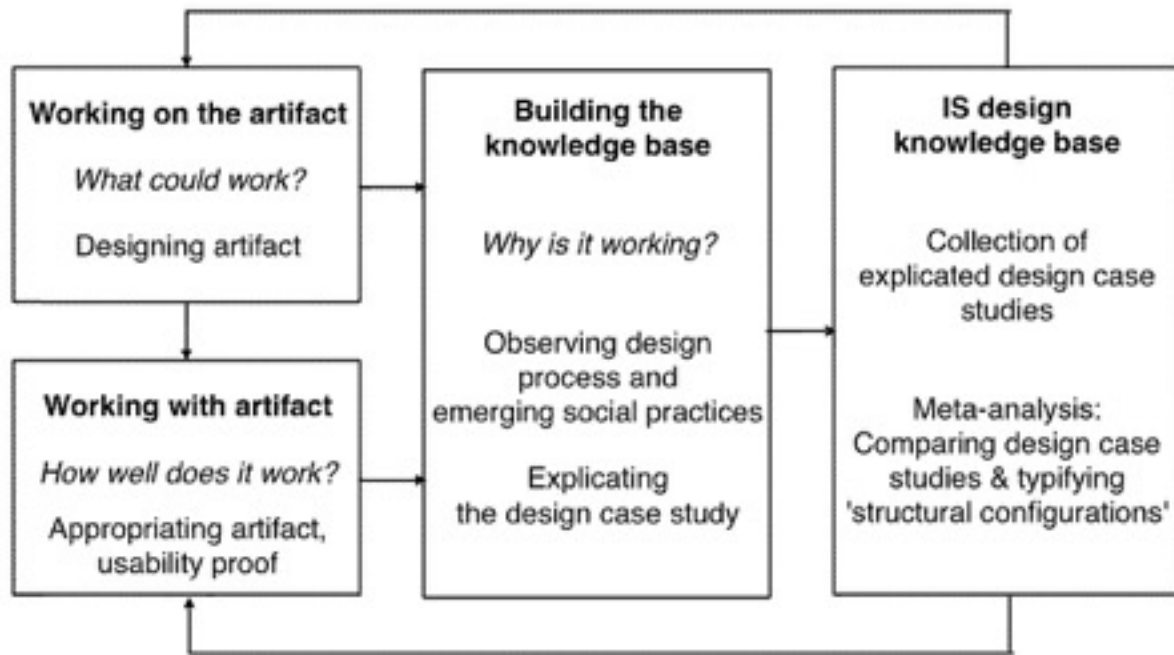 Working on the artifact
What could work?
Designing artifact
Working with artifact
How well does it work?
Appropriating artifact,
usability proof
Building the
knowledge base
Why is it working?
Observing design
process and
emerging social practices
Explicating
the design case study
IS design
knowledge base
Collection of
explicated design case
studies
Meta-analysis:
Comparing design case
studies & typifying
'structural configurations'